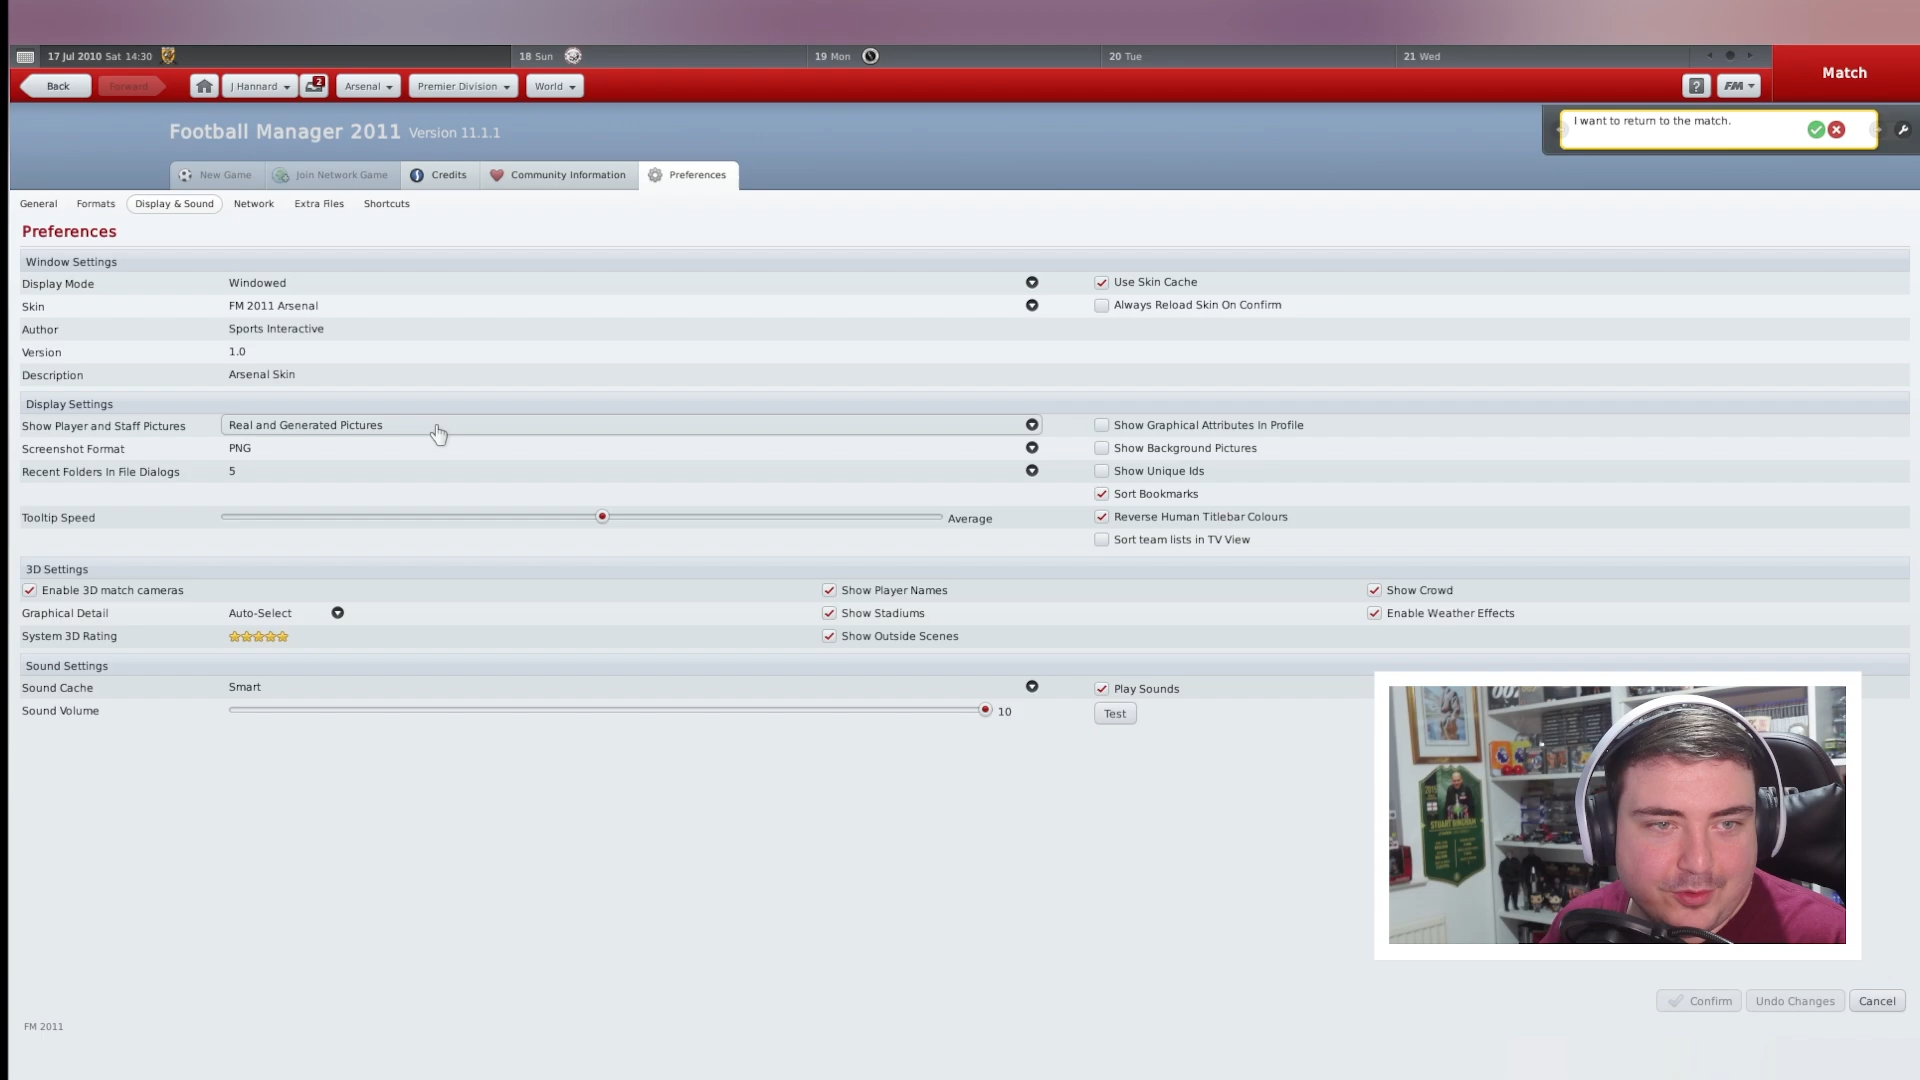 17 Jul 2010 Sat 14:30
18 Sun
19 Mon
20 Tue
21 Wed
Back
Forward
J Hannard
2
Arsenal
Premier Division
World
?
FM
Match
Football Manager 2011 Version 11.1.1
I want to return to the match.
New Game
Join Network Game
Credits
Community Information
Preferences
General
Formats
Display & Sound
Network
Extra Files
Shortcuts
Preferences
Window Settings
Display Mode Windowed
Use Skin Cache
Skin FM 2011 Arsenal
Always Reload Skin On Confirm
Author Sports Interactive
Version 1.0
Description Arsenal Skin
Display Settings
Show Player and Staff Pictures Real and Generated Pictures
Show Graphical Attributes In Profile
Screenshot Format PNG
Show Background Pictures
Recent Folders In File Dialogs 5
Show Unique Ids
Sort Bookmarks
Tooltip Speed Average
Reverse Human Titlebar Colours
Sort team lists in TV View
3D Settings
Enable 3D match cameras
Show Player Names
Show Crowd
Graphical Detail Auto-Select
Show Stadiums
Enable Weather Effects
System 3D Rating
Show Outside Scenes
Sound Settings
Sound Cache Smart
Play Sounds
Sound Volume 10
Test
STUART BINGHAM
Confirm
Undo Changes
Cancel
FM 2011